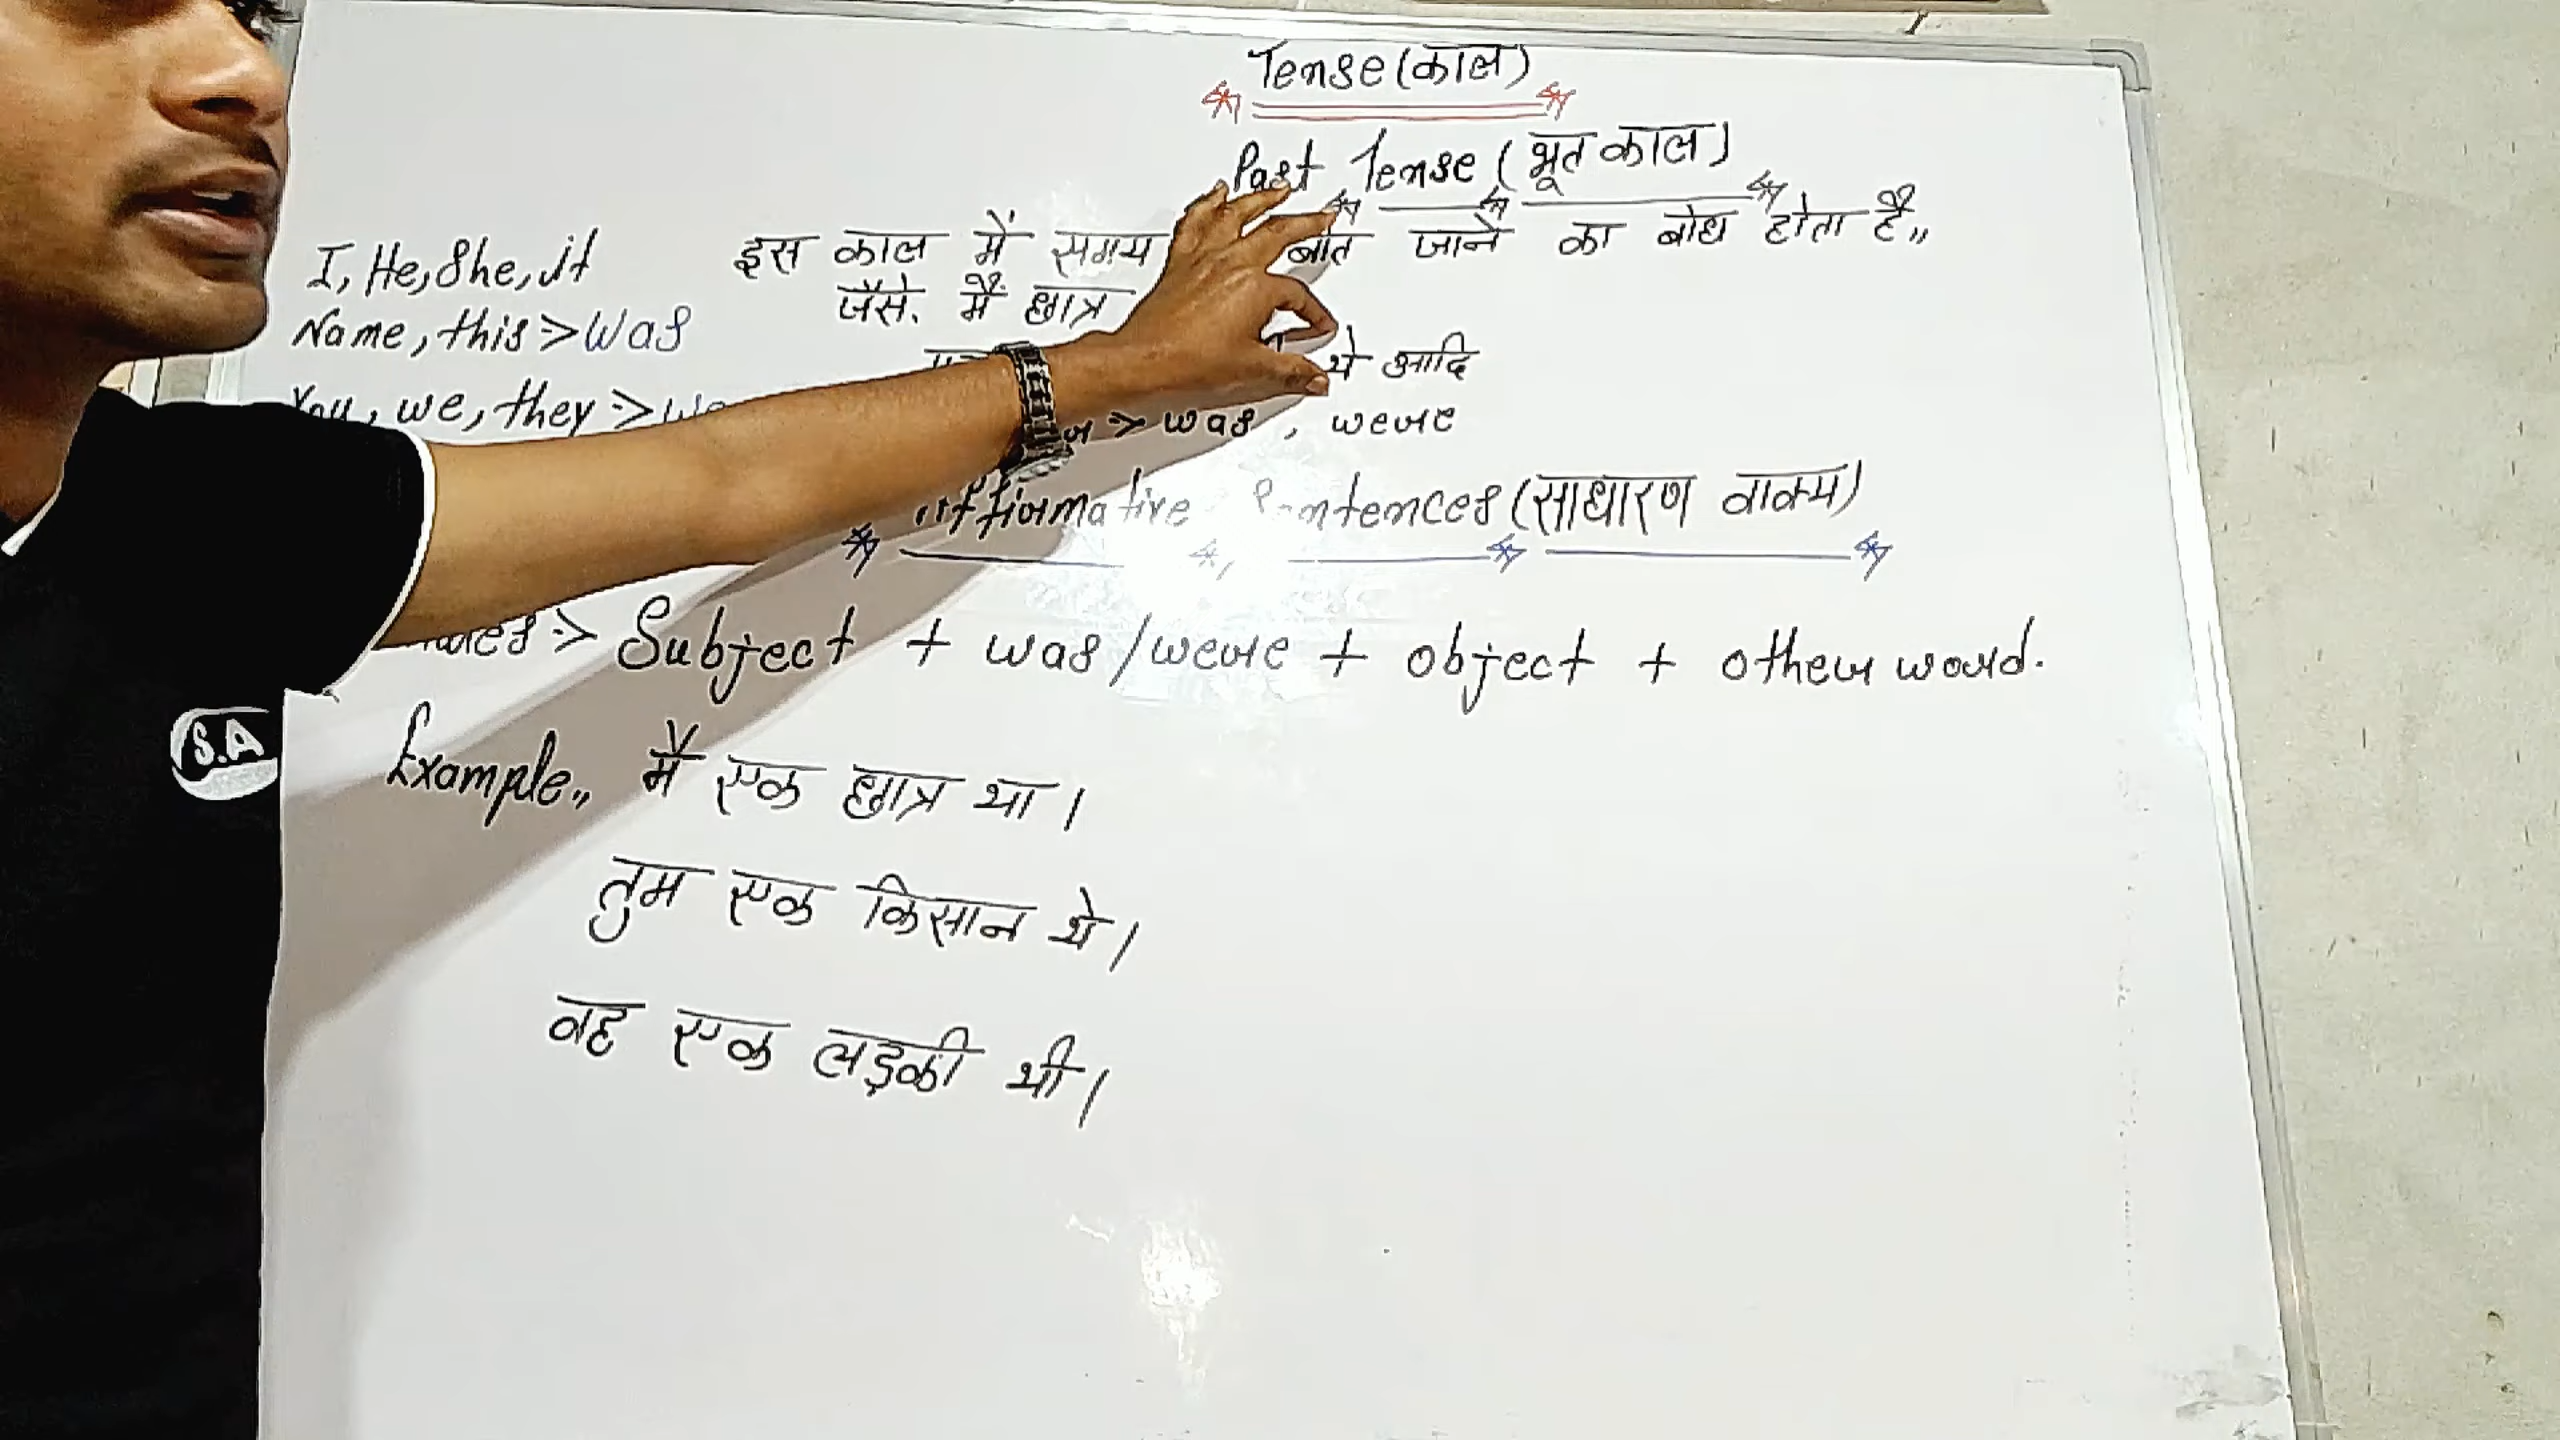 Tense (काल)
Past Tense (भूत काल)
I, He, She, it
Name, this > Was
You, we, they >
इस काल में समय बीत जाने का बोध होता है,,
जैसे. मैं छात्र
थे आदि
> was, were
Affirmative Sentences (साधारण वाक्य)
Subject + was/were + object + other word.
Example,, मैं एक छात्र था।
तुम एक किसान थे।
वह एक लड़की थी।
S.A